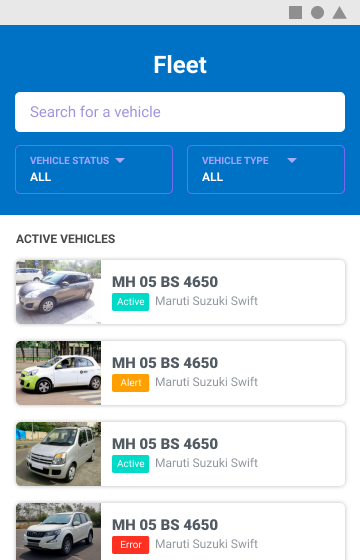 Fleet
Search for a vehicle
VEHICLE STATUS
ALL
VEHICLE TYPE
ALL
ACTIVE VEHICLES
MH 05 BS 4650
Active Maruti Suzuki Swift
MH 05 BS 4650
Alert Maruti Suzuki Swift
MH 05 BS 4650
Active Maruti Suzuki Swift
MH 05 BS 4650
Error Maruti Suzuki Swift